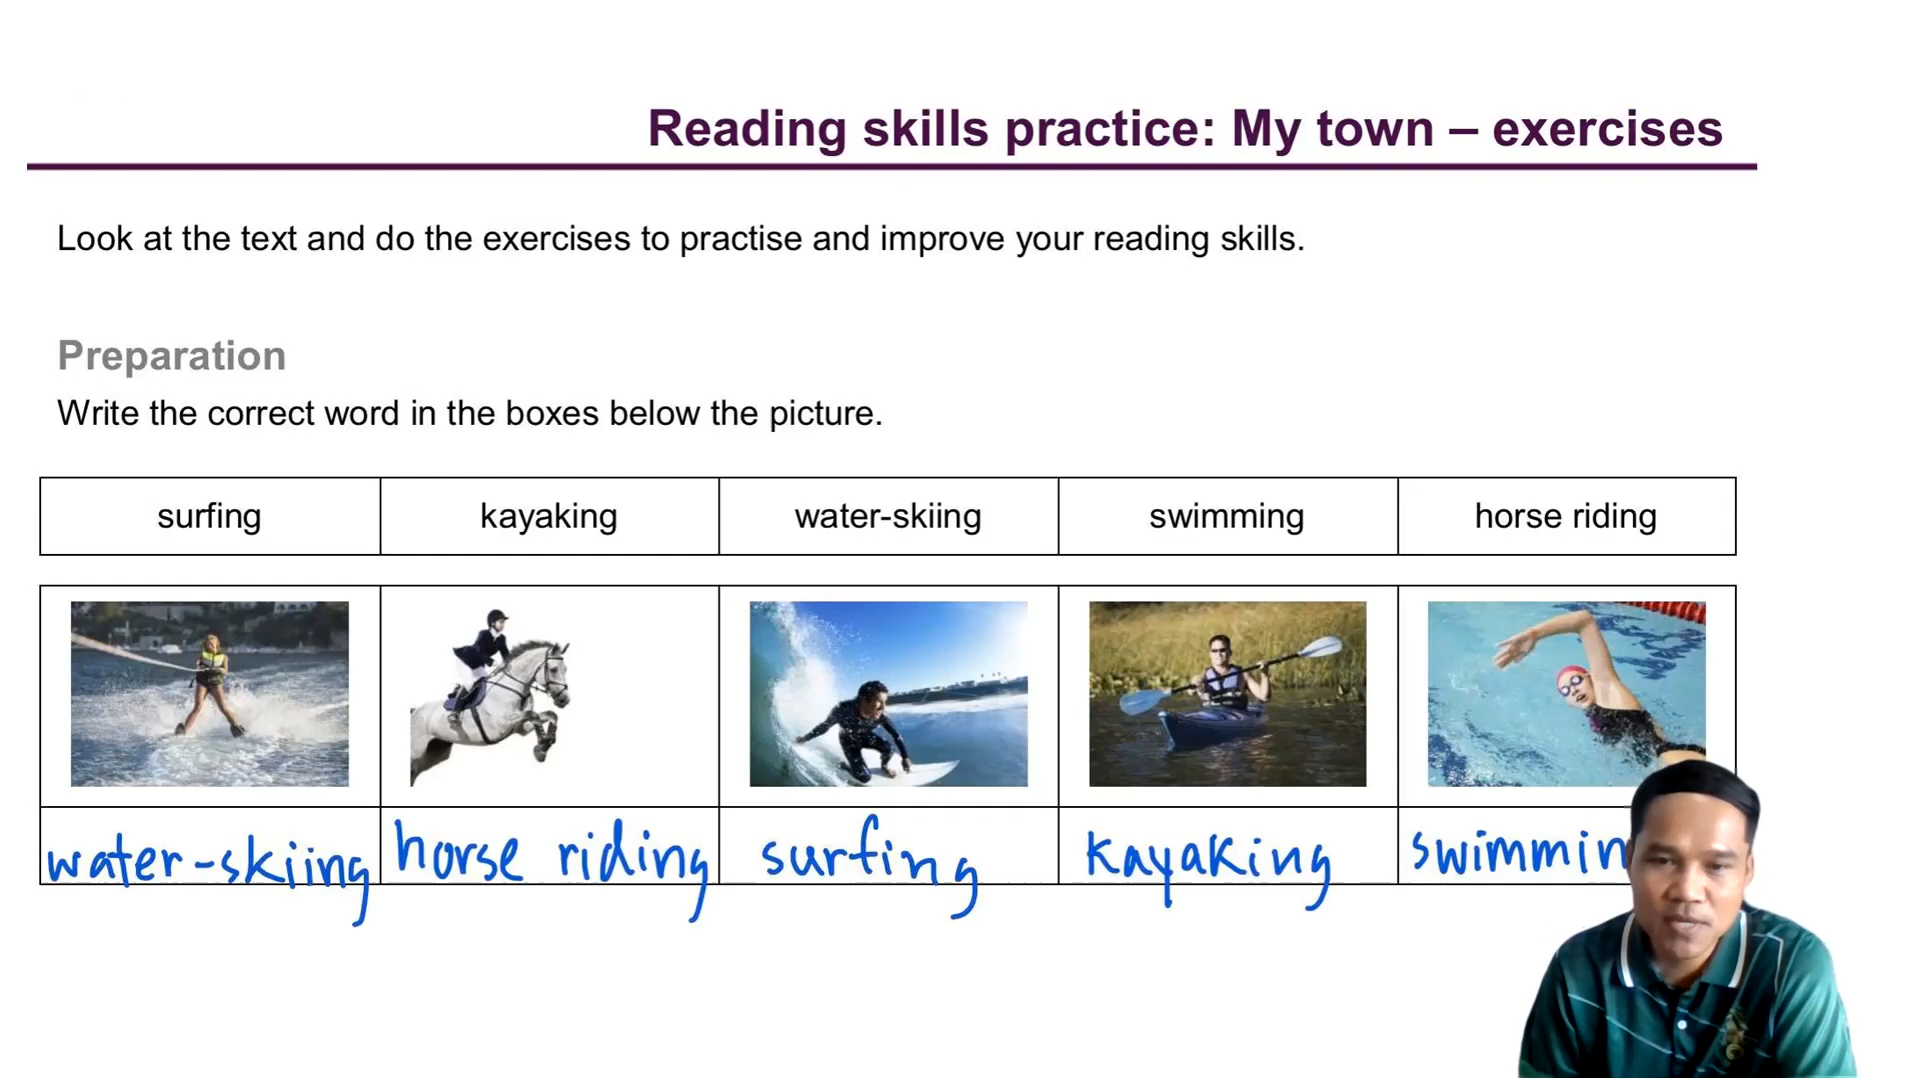 Reading skills practice: My town – exercises
Look at the text and do the exercises to practise and improve your reading skills.
Preparation
Write the correct word in the boxes below the picture.
surfing kayaking water-skiing swimming horse riding
water-skiing horse riding surfing kayaking swimmin